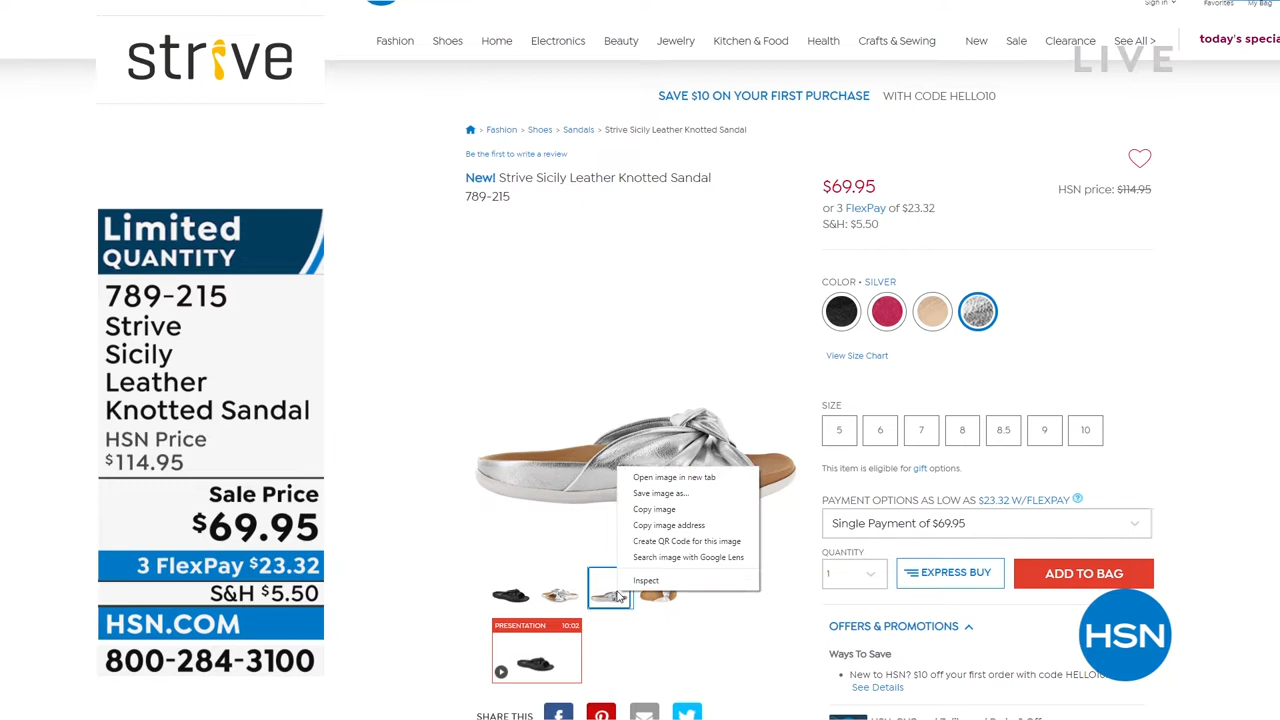 strive
Sign In
Favorites
My Bag
Fashion
Shoes
Home
Electronics
Beauty
Jewelry
Kitchen & Food
Health
Crafts & Sewing
New
Sale
Clearance
See All >
today's specia
LIVE
SAVE $10 ON YOUR FIRST PURCHASE WITH CODE HELLO10
> Fashion > Shoes > Sandals > Strive Sicily Leather Knotted Sandal
Be the first to write a review
New! Strive Sicily Leather Knotted Sandal
789-215
$69.95
HSN price: $114.95
or 3 FlexPay of $23.32
S&H: $5.50
COLOR • SILVER
View Size Chart
SIZE
5
6
7
8
8.5
9
10
This item is eligible for gift options.
PAYMENT OPTIONS AS LOW AS $23.32 W/FLEXPAY ?
Single Payment of $69.95
QUANTITY
1
EXPRESS BUY
ADD TO BAG
OFFERS & PROMOTIONS
Ways To Save
• New to HSN? $10 off your first order with code HELLO10
See Details
HSN
Limited
QUANTITY
789-215
Strive
Sicily
Leather
Knotted Sandal
HSN Price
$114.95
Sale Price
$69.95
3 FlexPay $23.32
S&H $5.50
HSN.COM
800-284-3100
Open image in new tab
Save image as...
Copy image
Copy image address
Create QR Code for this image
Search image with Google Lens
Inspect
PRESENTATION 10:02
SHARE THIS